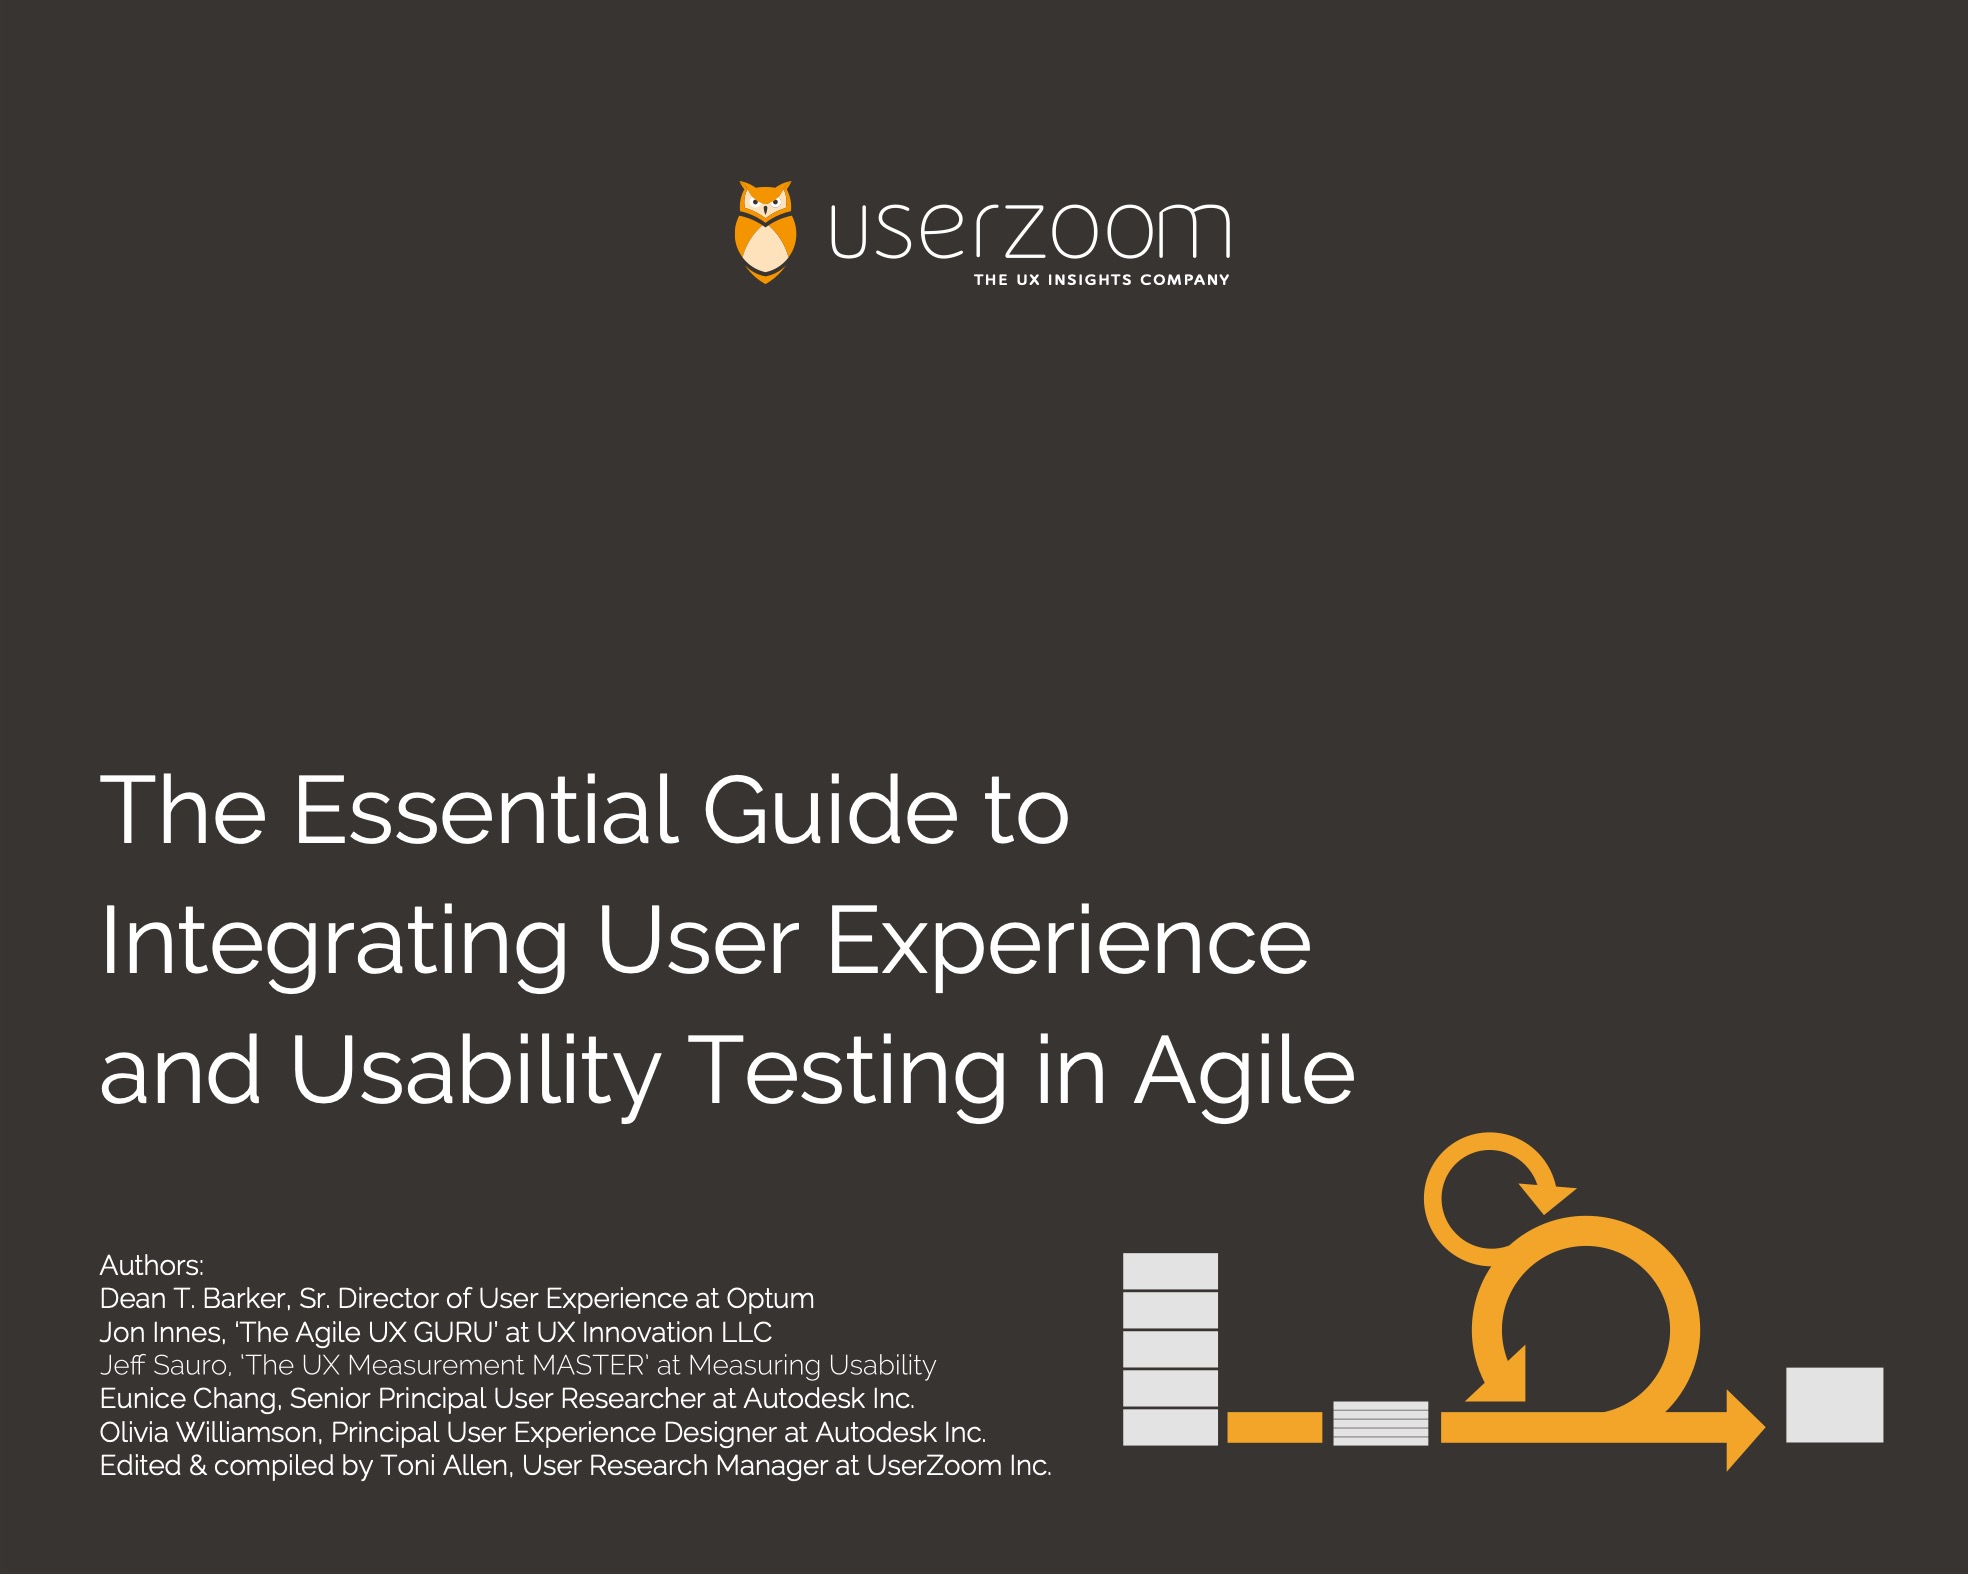 userzoom
THE UX INSIGHTS COMPANY
The Essential Guide to
Integrating User Experience
and Usability Testing in Agile
Authors:
Dean T. Barker, Sr. Director of User Experience at Optum
Jon Innes, ‘The Agile UX GURU’ at UX Innovation LLC
Jeff Sauro, ‘The UX Measurement MASTER’ at Measuring Usability
Eunice Chang, Senior Principal User Researcher at Autodesk Inc.
Olivia Williamson, Principal User Experience Designer at Autodesk Inc.
Edited & compiled by Toni Allen, User Research Manager at UserZoom Inc.